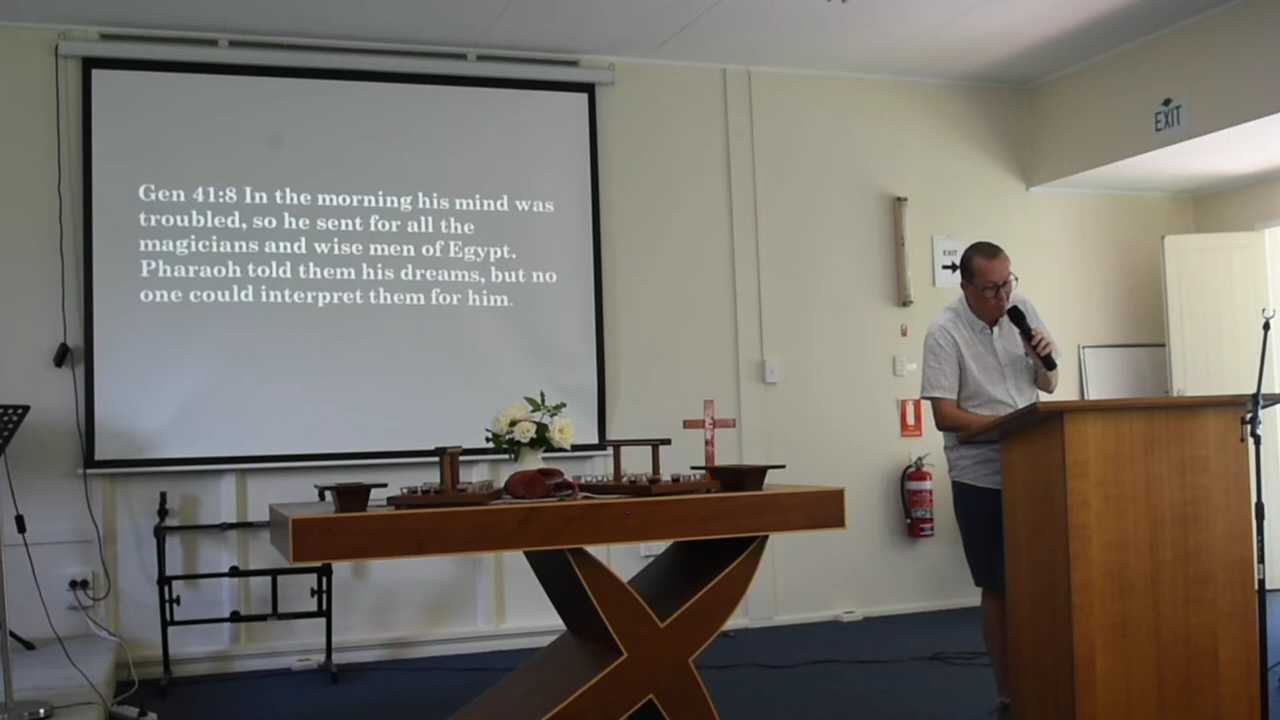 Gen 41:8 In the morning his mind was
troubled, so he sent for all the
magicians and wise men of Egypt.
Pharaoh told them his dreams, but no
one could interpret them for him.
EXIT
EXIT